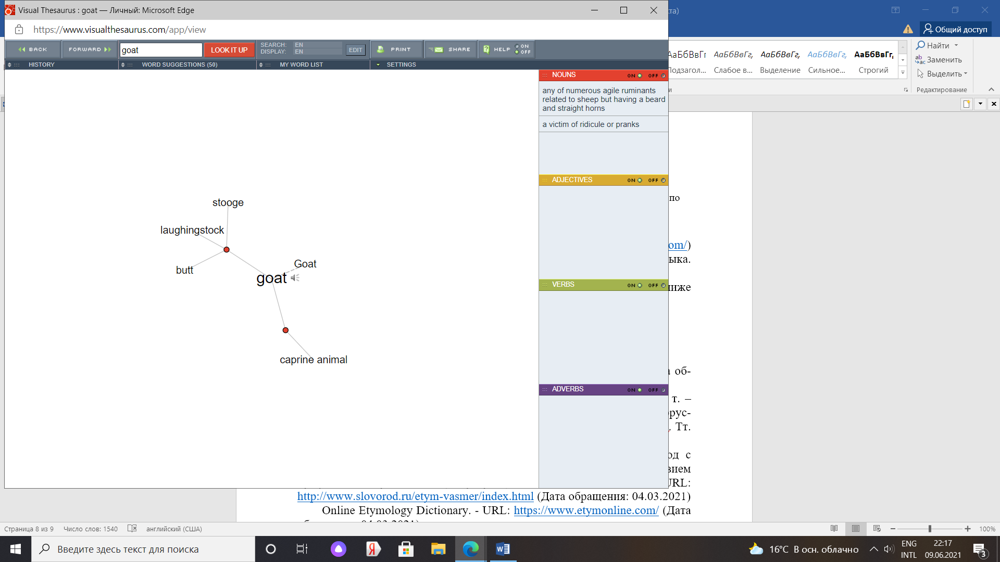 Visual Thesaurus : goat — Личный: Microsoft Edge
https://www.visualthesaurus.com/app/view
BACK
FORWARD
goat
LOOK IT UP
SEARCH: EN
DISPLAY: EN
EDIT
PRINT
SHARE
HELP
ON
OFF
HISTORY
WORD SUGGESTIONS (50)
MY WORD LIST
SETTINGS
NOUNS ON OFF
any of numerous agile ruminants
related to sheep but having a beard
and straight horns
a victim of ridicule or pranks
ADJECTIVES ON OFF
VERBS ON OFF
ADVERBS ON OFF
stooge
laughingstock
butt
Goat
goat
caprine animal
Общий доступ
АаБбВвГг, АаБбВвГг, АаБбВвГг, АаБбВвГг,
Слабое в... Выделение Сильное... Строгий
Найти
Заменить
Выделить
Редактирование
по
om/)
ыка.
иже
об-
т. –
рус-
. Тт.
од с
вием
URL:
http://www.slovorod.ru/etym-vasmer/index.html (Дата обращения: 04.03.2021)
Online Etymology Dictionary. - URL: https://www.etymonline.com/ (Дата
Страница 8 из 9 Число слов: 1540 английский (США) 100%
Введите здесь текст для поиска
Я
16°C В осн. облачно
ENG
INTL
22:17
09.06.2021
3